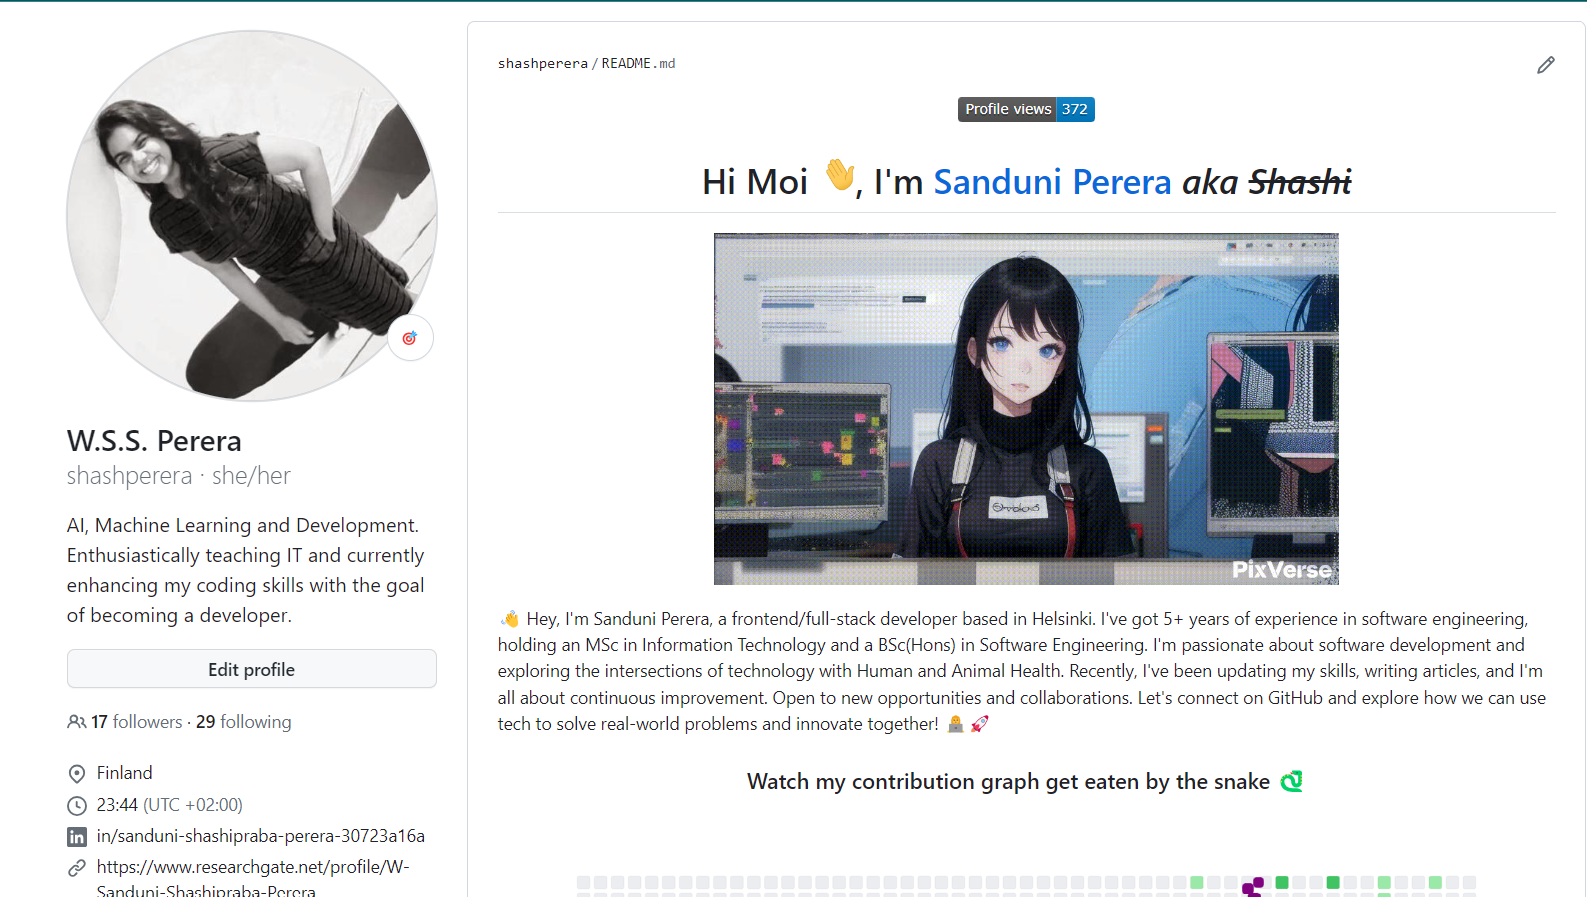 W.S.S. Perera
shashperera · she/her
AI, Machine Learning and Development.
Enthusiastically teaching IT and currently
enhancing my coding skills with the goal
of becoming a developer.
Edit profile
17 followers · 29 following
Finland
23:44 (UTC +02:00)
in/sanduni-shashipraba-perera-30723a16a
https://www.researchgate.net/profile/W-
Sanduni-Shashipraba-Perera
shashperera / README.md
Profile views 372
Hi Moi 👋, I'm Sanduni Perera aka Shashi
PixVerse
👋 Hey, I'm Sanduni Perera, a frontend/full-stack developer based in Helsinki. I've got 5+ years of experience in software engineering,
holding an MSc in Information Technology and a BSc(Hons) in Software Engineering. I'm passionate about software development and
exploring the intersections of technology with Human and Animal Health. Recently, I've been updating my skills, writing articles, and I'm
all about continuous improvement. Open to new opportunities and collaborations. Let's connect on GitHub and explore how we can use
tech to solve real-world problems and innovate together! 👩‍💻 🚀
Watch my contribution graph get eaten by the snake